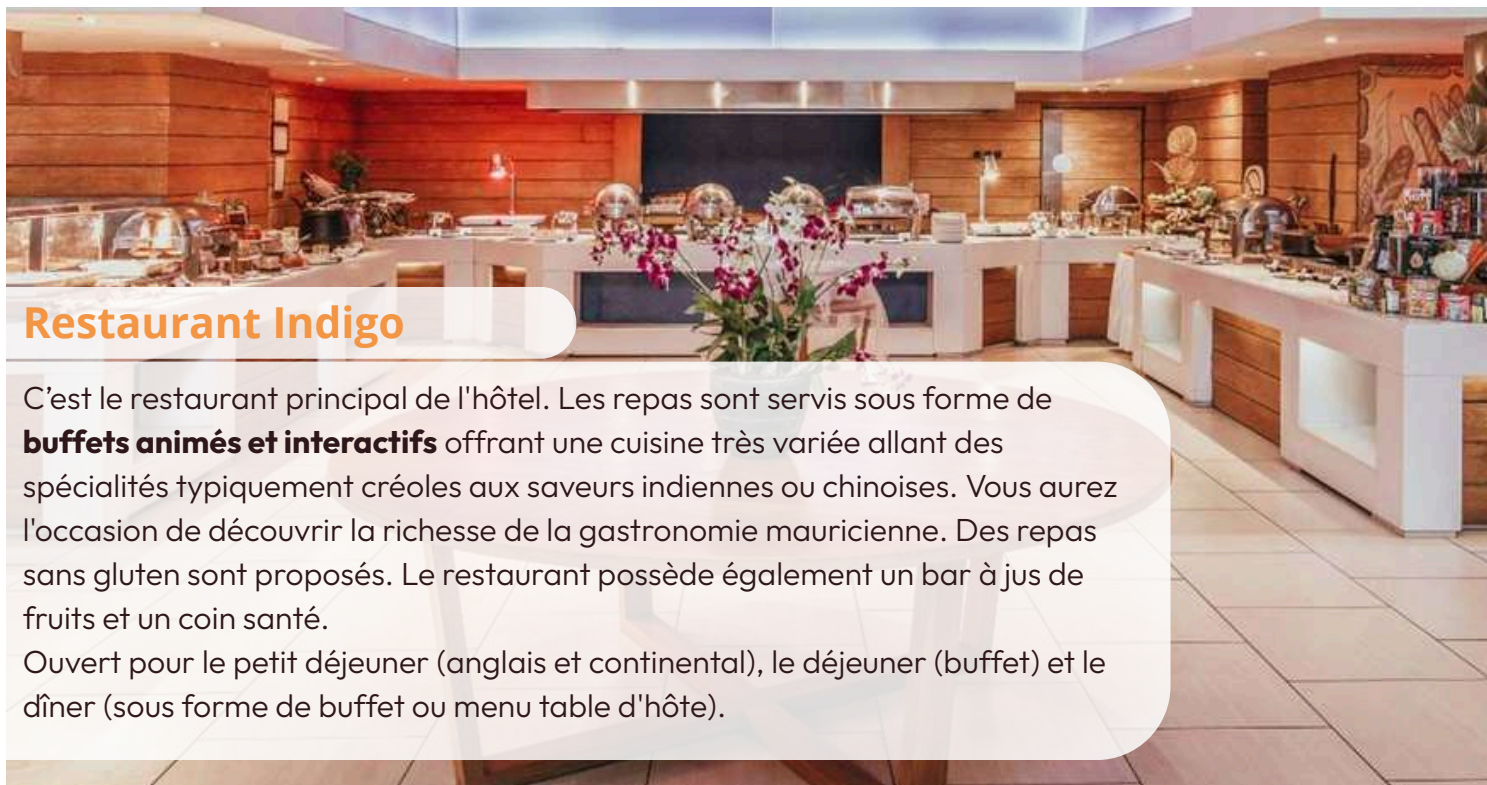 Restaurant Indigo
C’est le restaurant principal de l'hôtel. Les repas sont servis sous forme de
buffets animés et interactifs offrant une cuisine très variée allant des
spécialités typiquement créoles aux saveurs indiennes ou chinoises. Vous aurez
l'occasion de découvrir la richesse de la gastronomie mauricienne. Des repas
sans gluten sont proposés. Le restaurant possède également un bar à jus de
fruits et un coin santé.
Ouvert pour le petit déjeuner (anglais et continental), le déjeuner (buffet) et le
dîner (sous forme de buffet ou menu table d'hôte).